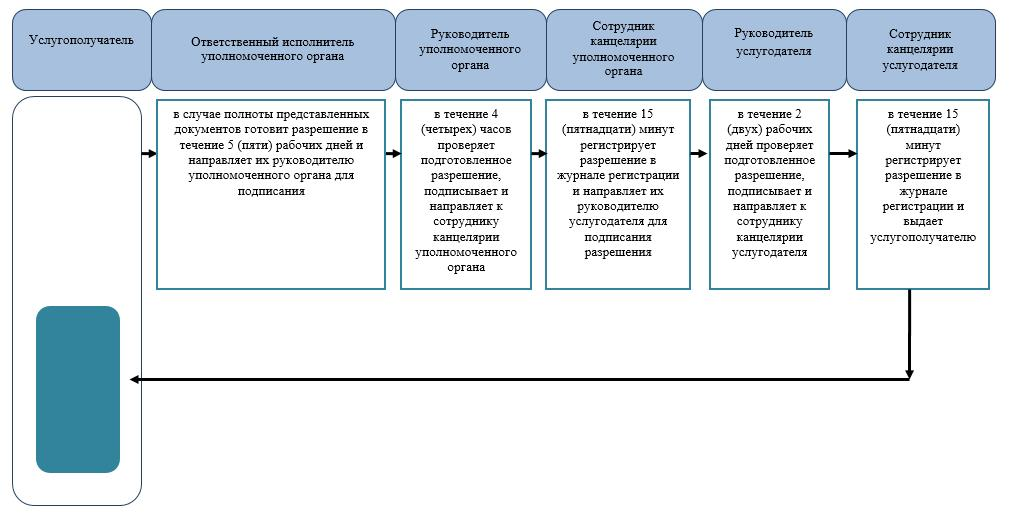 Услугополучатель
Ответственный исполнитель
уполномоченного органа
Руководитель
уполномоченного
органа
Сотрудник
канцелярии
уполномоченного
органа
Руководитель
услугодателя
Сотрудник
канцелярии
услугодателя
в случае полноты представленных
документов готовит разрешение в
течение 5 (пяти) рабочих дней и
направляет их руководителю
уполномоченного органа для
подписания
в течение 4
(четырех) часов
проверяет
подготовленное
разрешение,
подписывает и
направляет к
сотруднику
канцелярии
уполномоченного
органа
в течение 15
(пятнадцати) минут
регистрирует
разрешение в
журнале регистрации
и направляет их
руководителю
услугодателя для
подписания
разрешения
в течение 2
(двух) рабочих
дней проверяет
подготовленное
разрешение,
подписывает и
направляет к
сотруднику
канцелярии
услугодателя
в течение 15
(пятнадцати)
минут
регистрирует
разрешение в
журнале
регистрации и
выдает
услугополучателю